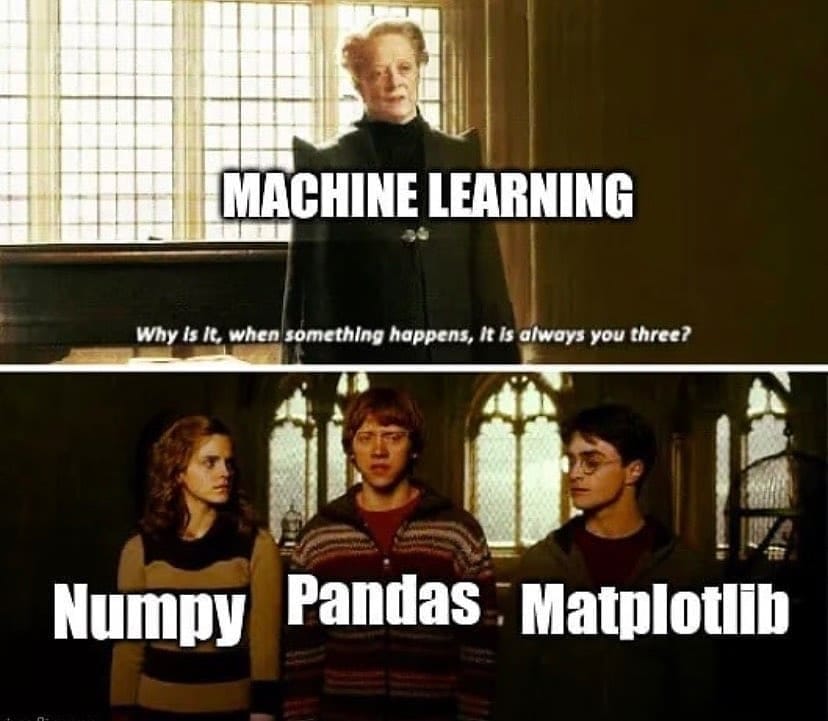 MACHINE LEARNING
Why is it, when something happens, it is always you three?
Numpy Pandas Matplotlib